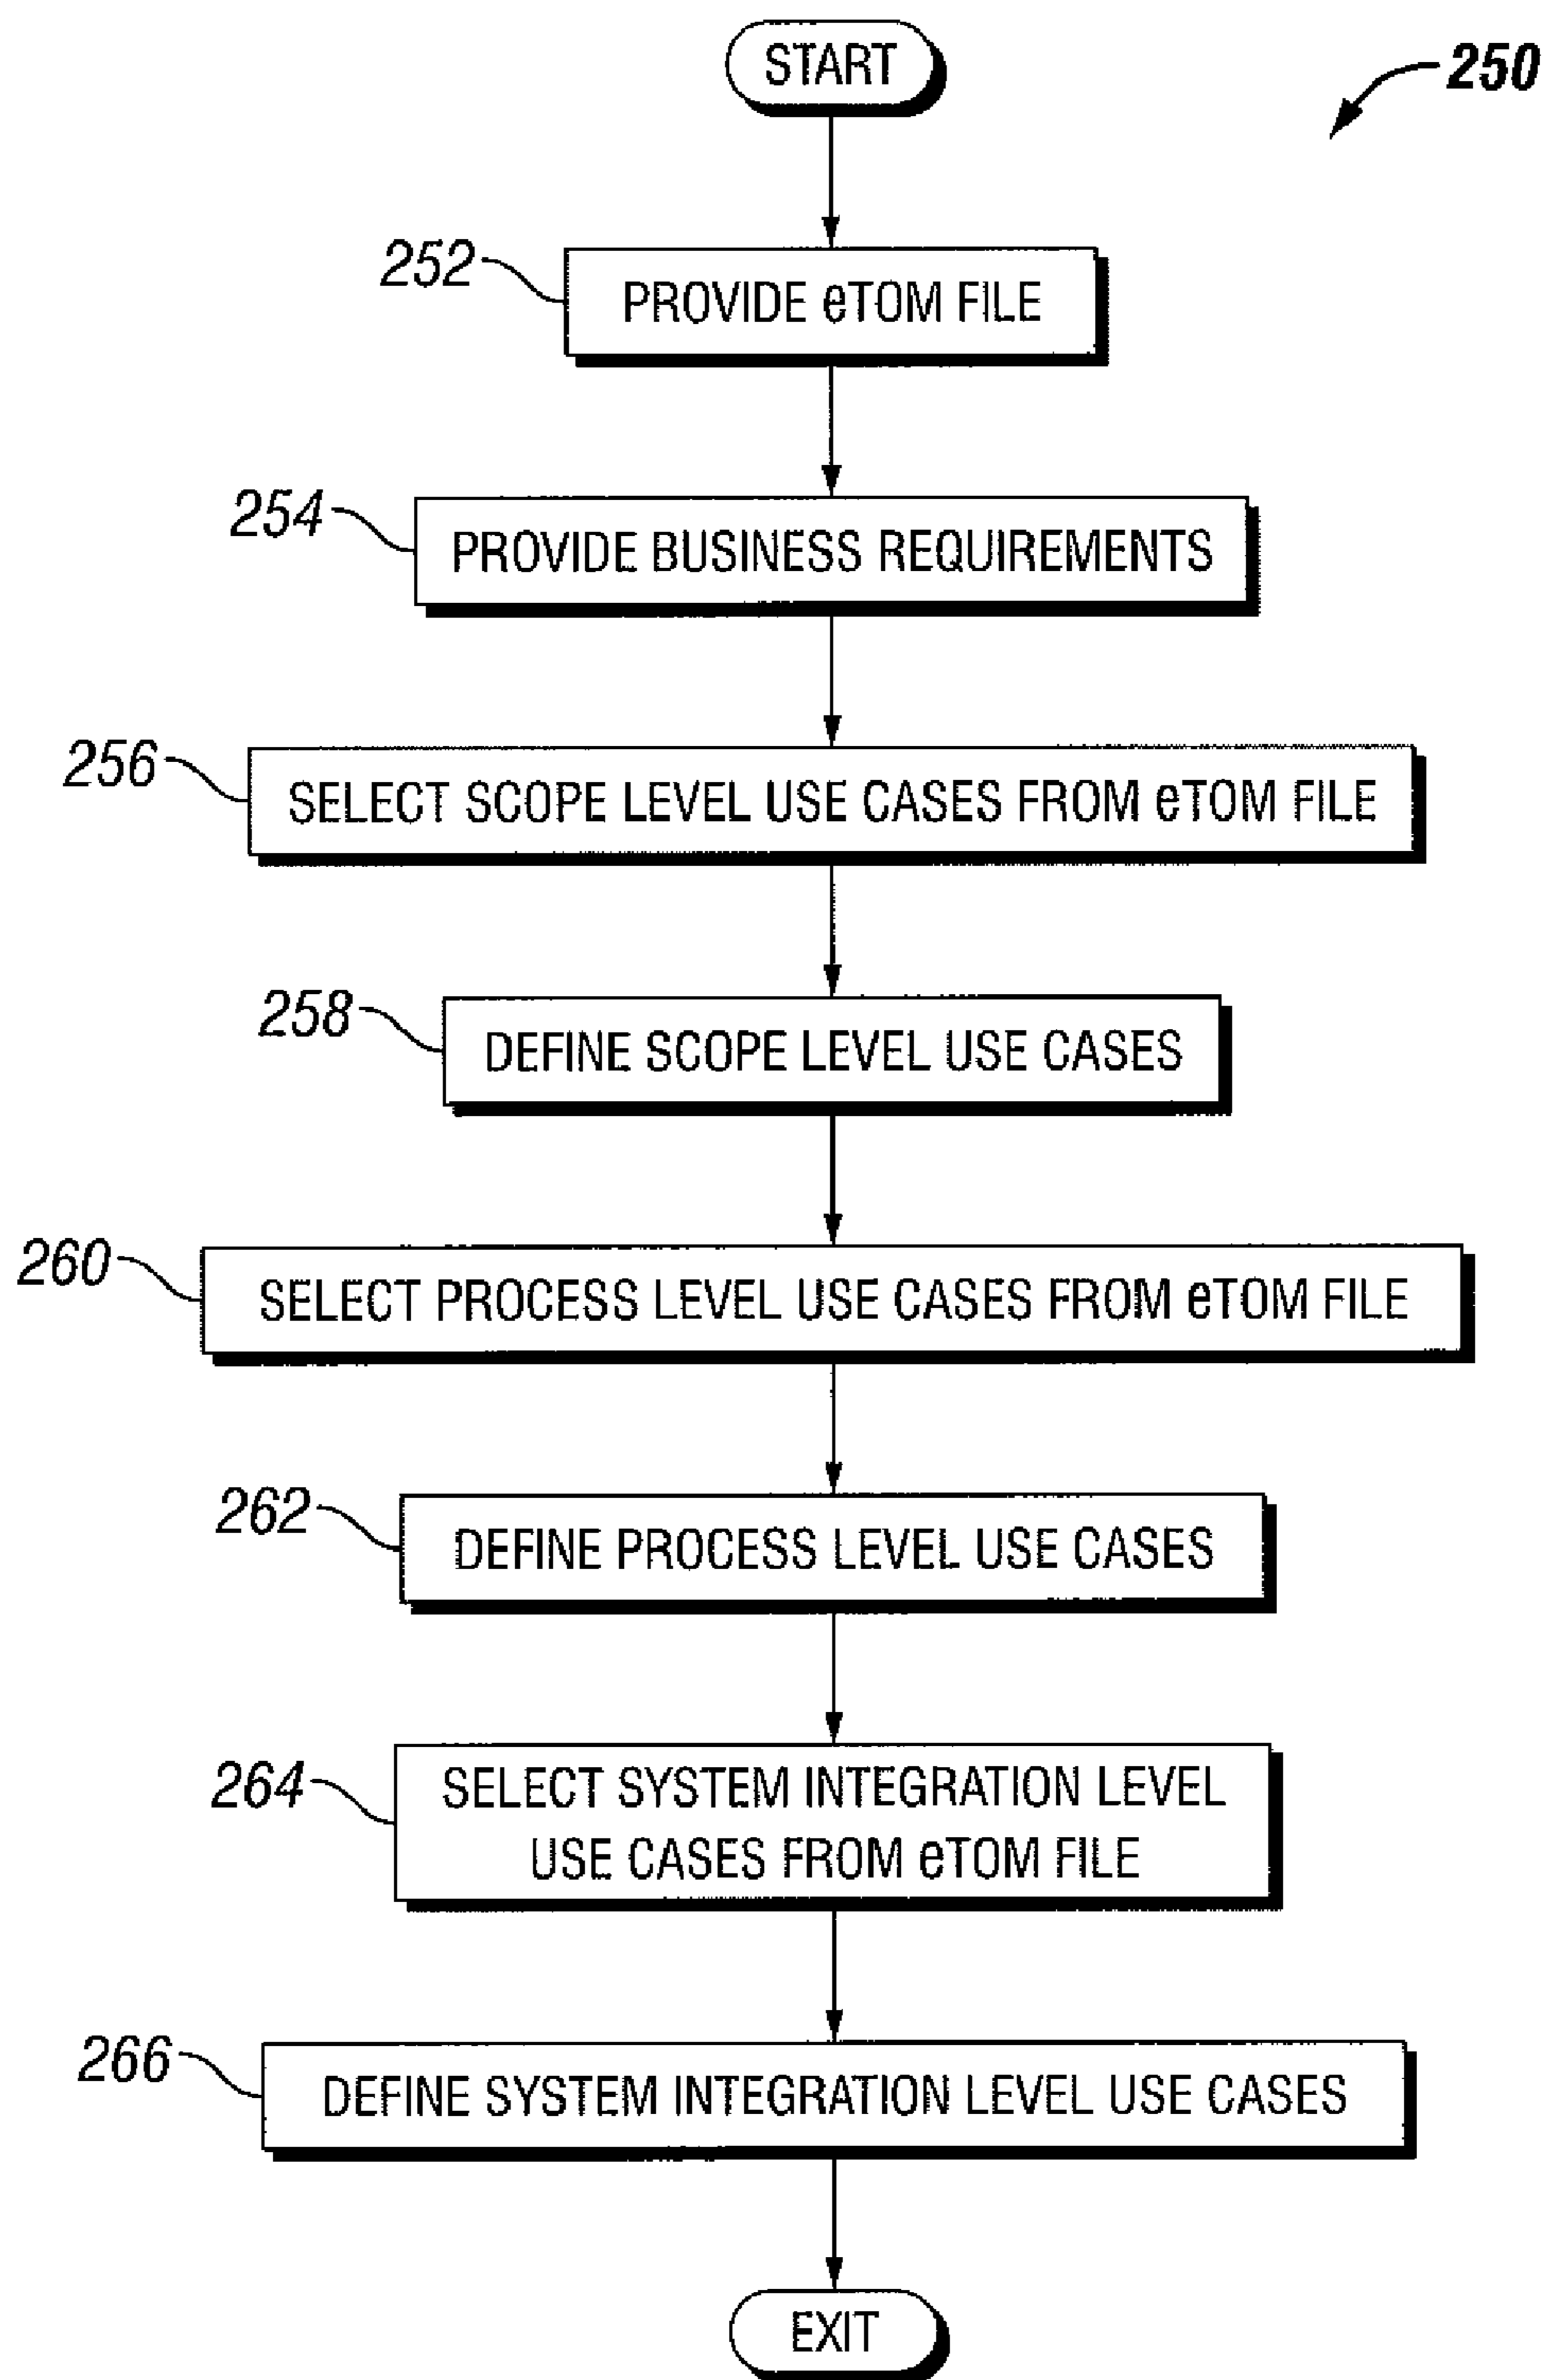 START
250
252
PROVIDE eTOM FILE
254
PROVIDE BUSINESS REQUIREMENTS
256
SELECT SCOPE LEVEL USE CASES FROM eTOM FILE
258
DEFINE SCOPE LEVEL USE CASES
260
SELECT PROCESS LEVEL USE CASES FROM eTOM FILE
262
DEFINE PROCESS LEVEL USE CASES
264
SELECT SYSTEM INTEGRATION LEVEL
USE CASES FROM eTOM FILE
266
DEFINE SYSTEM INTEGRATION LEVEL USE CASES
EXIT